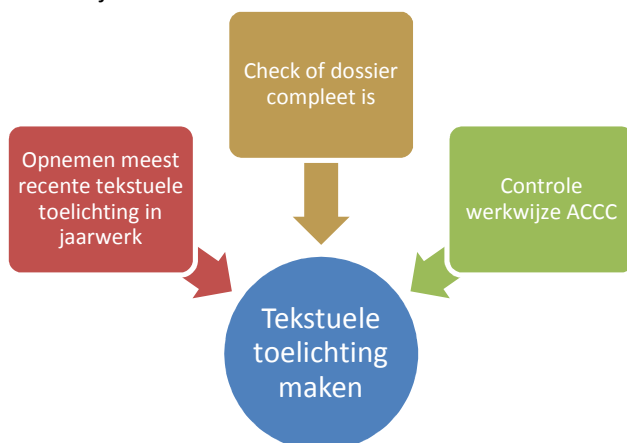 Check of dossier
compleet is
Opnemen meest
recente tekstuele
toelichting in
jaarwerk
Controle
werkwijze ACCC
Tekstuele
toelichting
maken